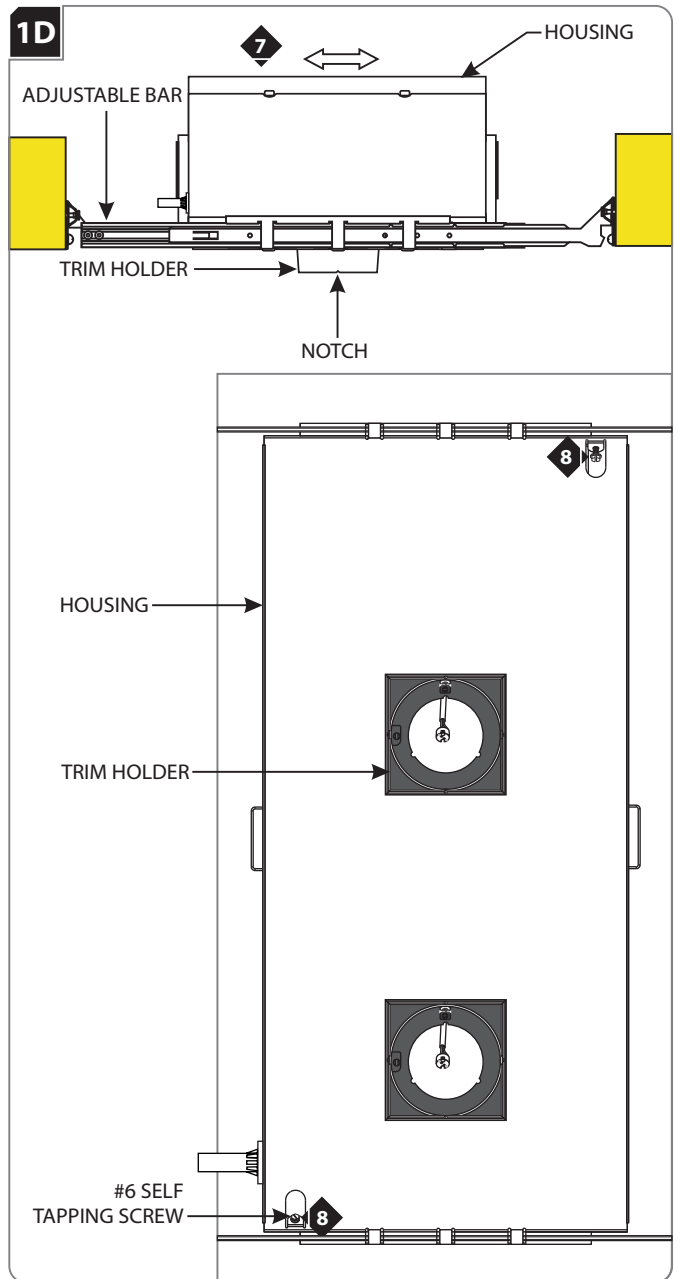 1D
7
HOUSING
ADJUSTABLE BAR
TRIM HOLDER
NOTCH
8
HOUSING
TRIM HOLDER
#6 SELF
TAPPING SCREW
8